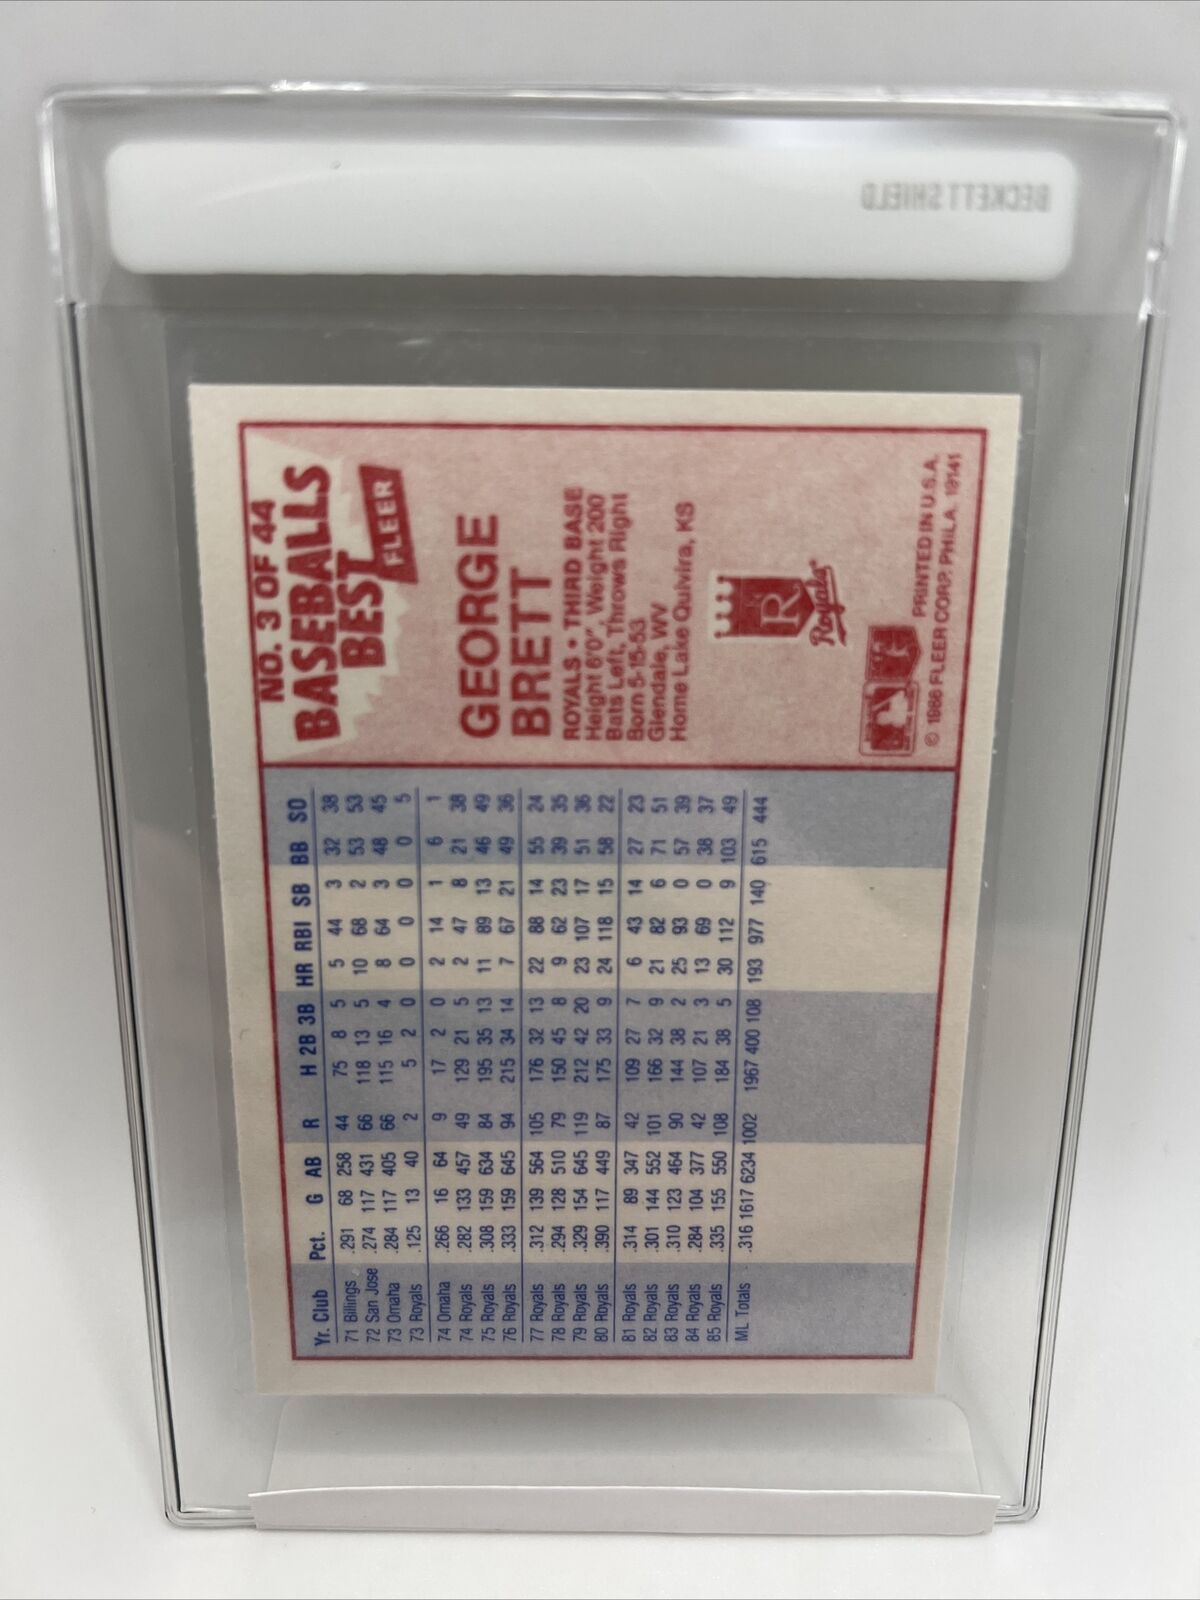 BECKETT SHIELD
NO. 3 OF 44
BASEBALLS
BEST
FLEER
GEORGE
BRETT
ROYALS • THIRD BASE
Height 6'0", Weight 200
Bats Left, Throws Right
Born 5-15-53
Glendale, WV
Home Lake Quivira, KS
R
Royals
© 1986 FLEER CORP. PHILA. 19141
PRINTED IN U.S.A.
Yr. Club Pct. G AB R H 2B 3B HR RBI SB BB SO
71 Billings .291 68 258 44 75 8 5 5 44 3 32 38
72 San Jose .274 117 431 66 118 13 5 10 68 2 53 53
73 Omaha .284 117 405 66 115 16 4 8 64 3 48 45
73 Royals .125 13 40 2 5 2 0 0 0 0 0 5
74 Omaha .266 16 64 9 17 2 0 2 14 1 6 1
74 Royals .282 133 457 49 129 21 5 2 47 8 21 38
75 Royals .308 159 634 84 195 35 13 11 89 13 46 49
76 Royals .333 159 645 94 215 34 14 7 67 21 49 36
77 Royals .312 139 564 105 176 32 13 22 88 14 55 24
78 Royals .294 128 510 79 150 45 8 9 62 23 39 35
79 Royals .329 154 645 119 212 42 20 23 107 17 51 36
80 Royals .390 117 449 87 175 33 9 24 118 15 58 22
81 Royals .314 89 347 42 109 27 7 6 43 14 27 23
82 Royals .301 144 552 101 166 32 9 21 82 6 71 51
83 Royals .310 123 464 90 144 38 2 25 93 0 57 39
84 Royals .284 104 377 42 107 21 3 13 69 0 38 37
85 Royals .335 155 550 108 184 38 5 30 112 9 103 49
ML Totals .316 1617 6234 1002 1967 400 108 193 977 140 615 444